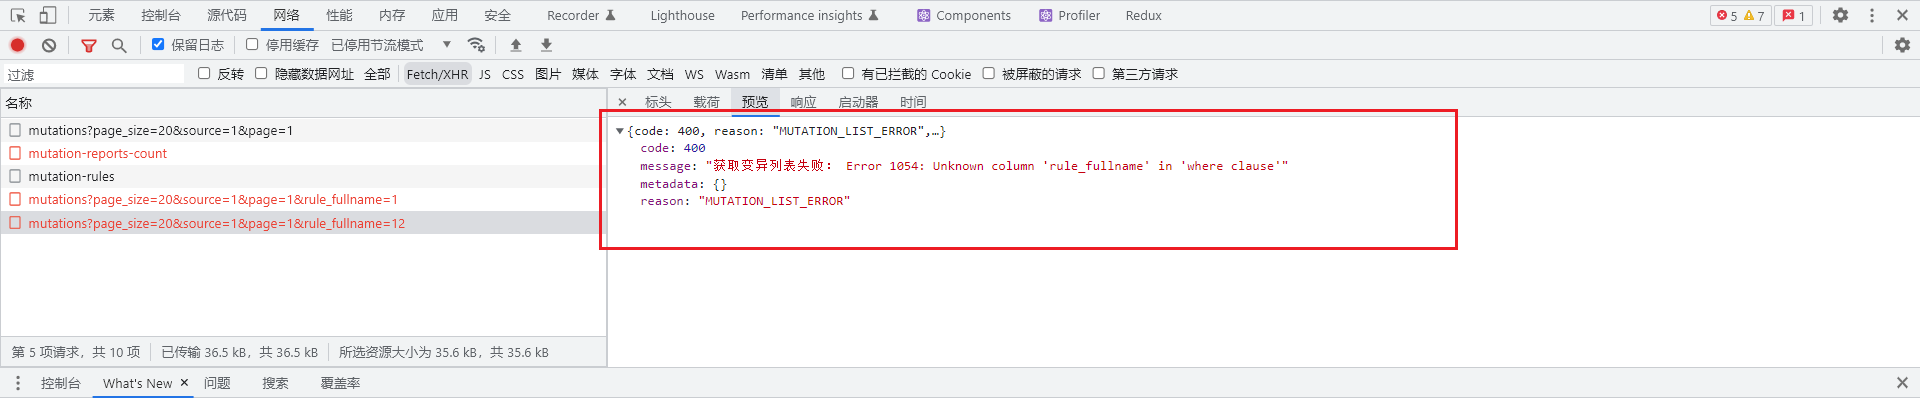 元素 控制台 源代码 网络 性能 内存 应用 安全 Recorder Lighthouse Performance insights Components Profiler Redux 5 7 1
保留日志 停用缓存 已停用节流模式
过滤 反转 隐藏数据网址 全部 Fetch/XHR JS CSS 图片 媒体 字体 文档 WS Wasm 清单 其他 有已拦截的 Cookie 被屏蔽的请求 第三方请求
名称
mutations?page_size=20&source=1&page=1
mutation-reports-count
mutation-rules
mutations?page_size=20&source=1&page=1&rule_fullname=1
mutations?page_size=20&source=1&page=1&rule_fullname=12
第 5 项请求，共 10 项 已传输 36.5 kB，共 36.5 kB 所选资源大小为 35.6 kB，共 35.6 kB
标头 载荷 预览 响应 启动器 时间
{code: 400, reason: "MUTATION_LIST_ERROR",…}
code: 400
message: "获取变异列表失败： Error 1054: Unknown column 'rule_fullname' in 'where clause'"
metadata: {}
reason: "MUTATION_LIST_ERROR"
控制台 What's New 问题 搜索 覆盖率